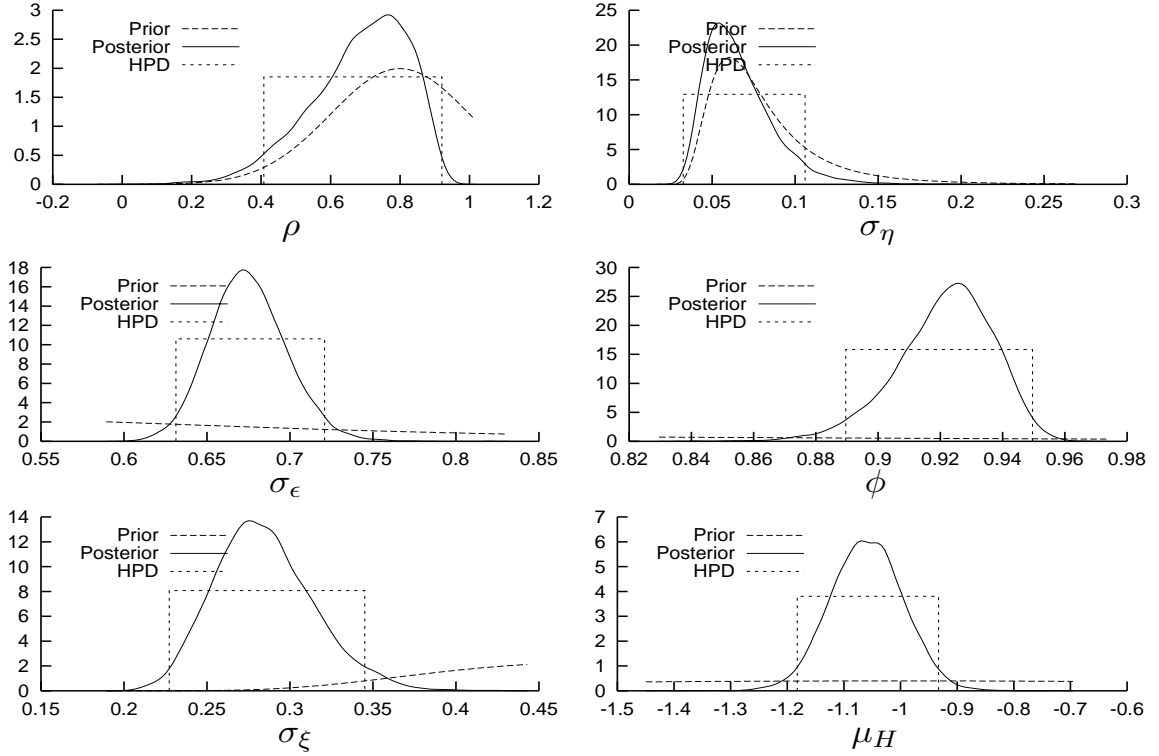 3
2.5
2
1.5
1
0.5
0
Prior
Posterior
HPD
-0.2 0 0.2 0.4 0.6 0.8 1 1.2
ρ
25
20
15
10
5
0
Prior
Posterior
HPD
0 0.05 0.1 0.15 0.2 0.25 0.3
σ_η
18
16
14
12
10
8
6
4
2
0
Prior
Posterior
HPD
0.55 0.6 0.65 0.7 0.75 0.8 0.85
σ_ϵ
30
25
20
15
10
5
0
Prior
Posterior
HPD
0.82 0.84 0.86 0.88 0.9 0.92 0.94 0.96 0.98
ϕ
14
12
10
8
6
4
2
0
Prior
Posterior
HPD
0.15 0.2 0.25 0.3 0.35 0.4 0.45
σ_ξ
7
6
5
4
3
2
1
0
Prior
Posterior
HPD
-1.5 -1.4 -1.3 -1.2 -1.1 -1 -0.9 -0.8 -0.7 -0.6
μ_H